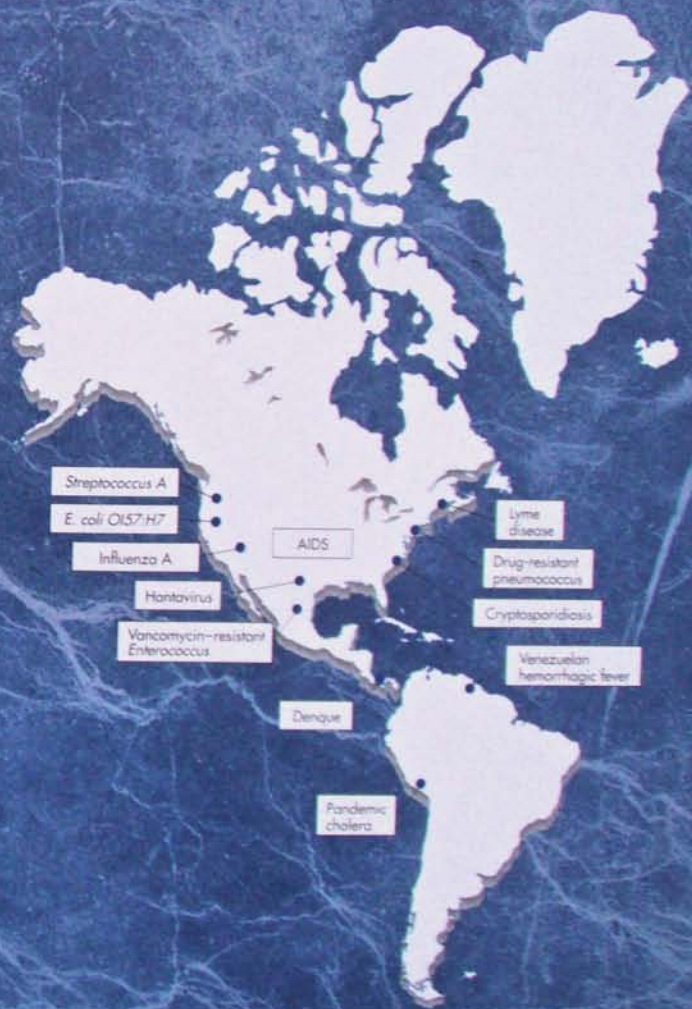 Streptococcus A
E. coli O157:H7
Influenza A
Hantavirus
Vancomycin-resistant
Enterococcus
AIDS
Lyme
disease
Drug-resistant
pneumococcus
Cryptosporidiosis
Venezuelan
hemorrhagic fever
Dengue
Pandemic
cholera